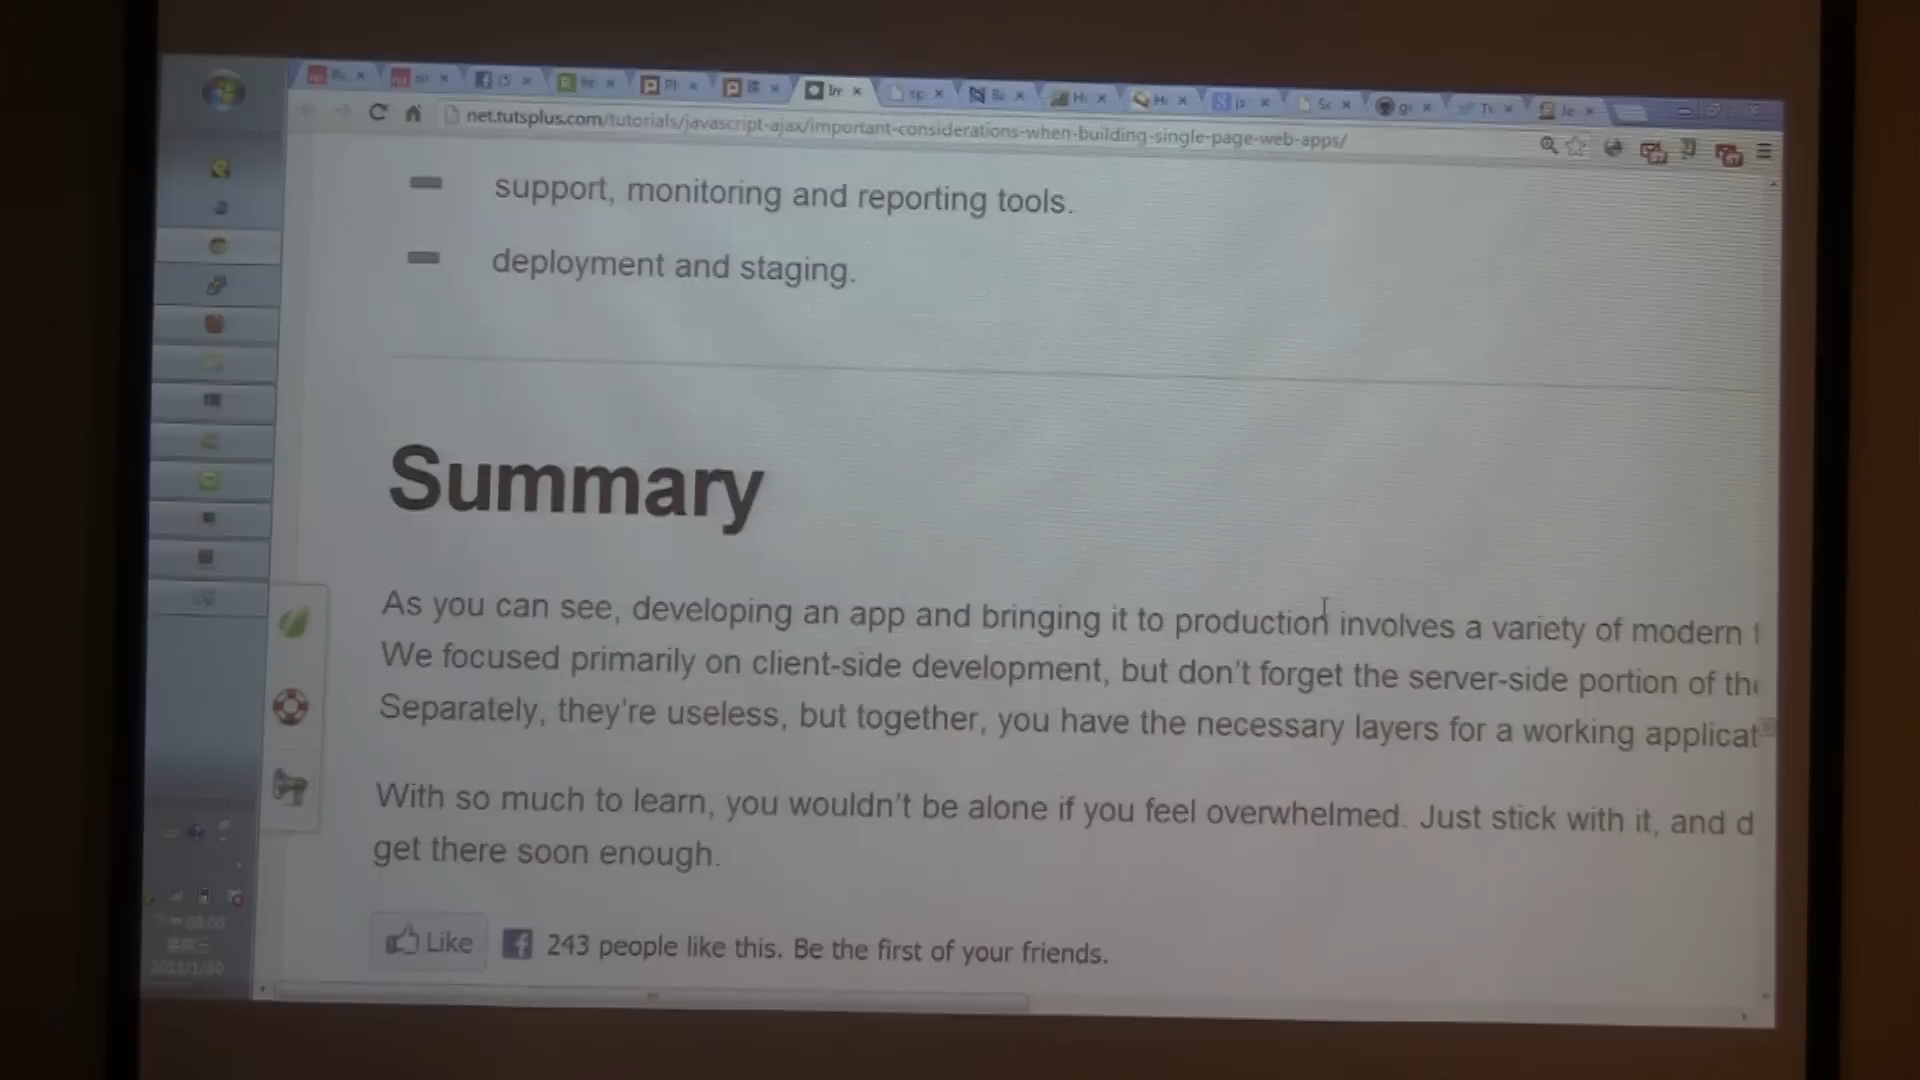 net.tutsplus.com/tutorials/javascript-ajax/important-considerations-when-building-single-page-web-apps/
support, monitoring and reporting tools.
deployment and staging.
Summary
As you can see, developing an app and bringing it to production involves a variety of modern
We focused primarily on client-side development, but don't forget the server-side portion of the
Separately, they're useless, but together, you have the necessary layers for a working applicat
With so much to learn, you wouldn't be alone if you feel overwhelmed. Just stick with it, and d
get there soon enough.
Like
243 people like this. Be the first of your friends.